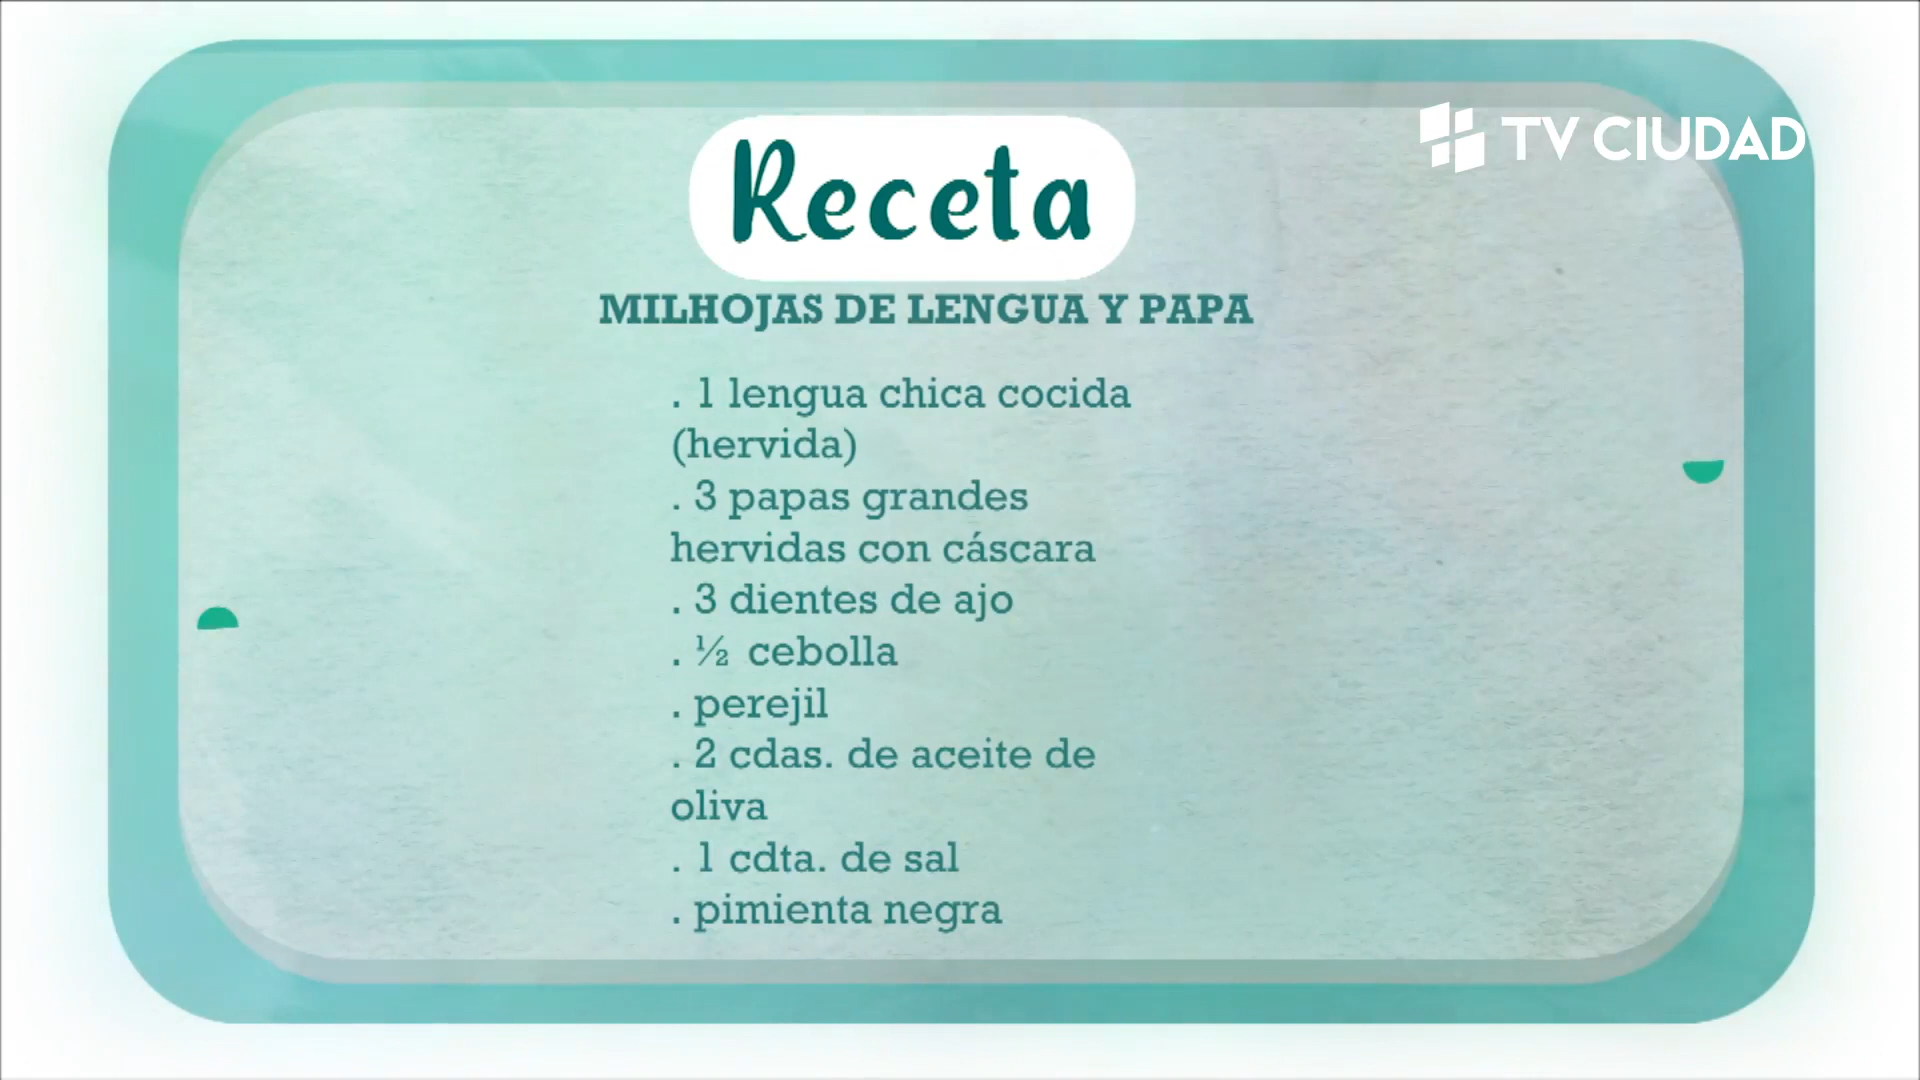 TV CIUDAD
Receta
MILHOJAS DE LENGUA Y PAPA
. 1 lengua chica cocida
(hervida)
. 3 papas grandes
hervidas con cáscara
. 3 dientes de ajo
. ½ cebolla
. perejil
. 2 cdas. de aceite de
oliva
. 1 cdta. de sal
. pimienta negra